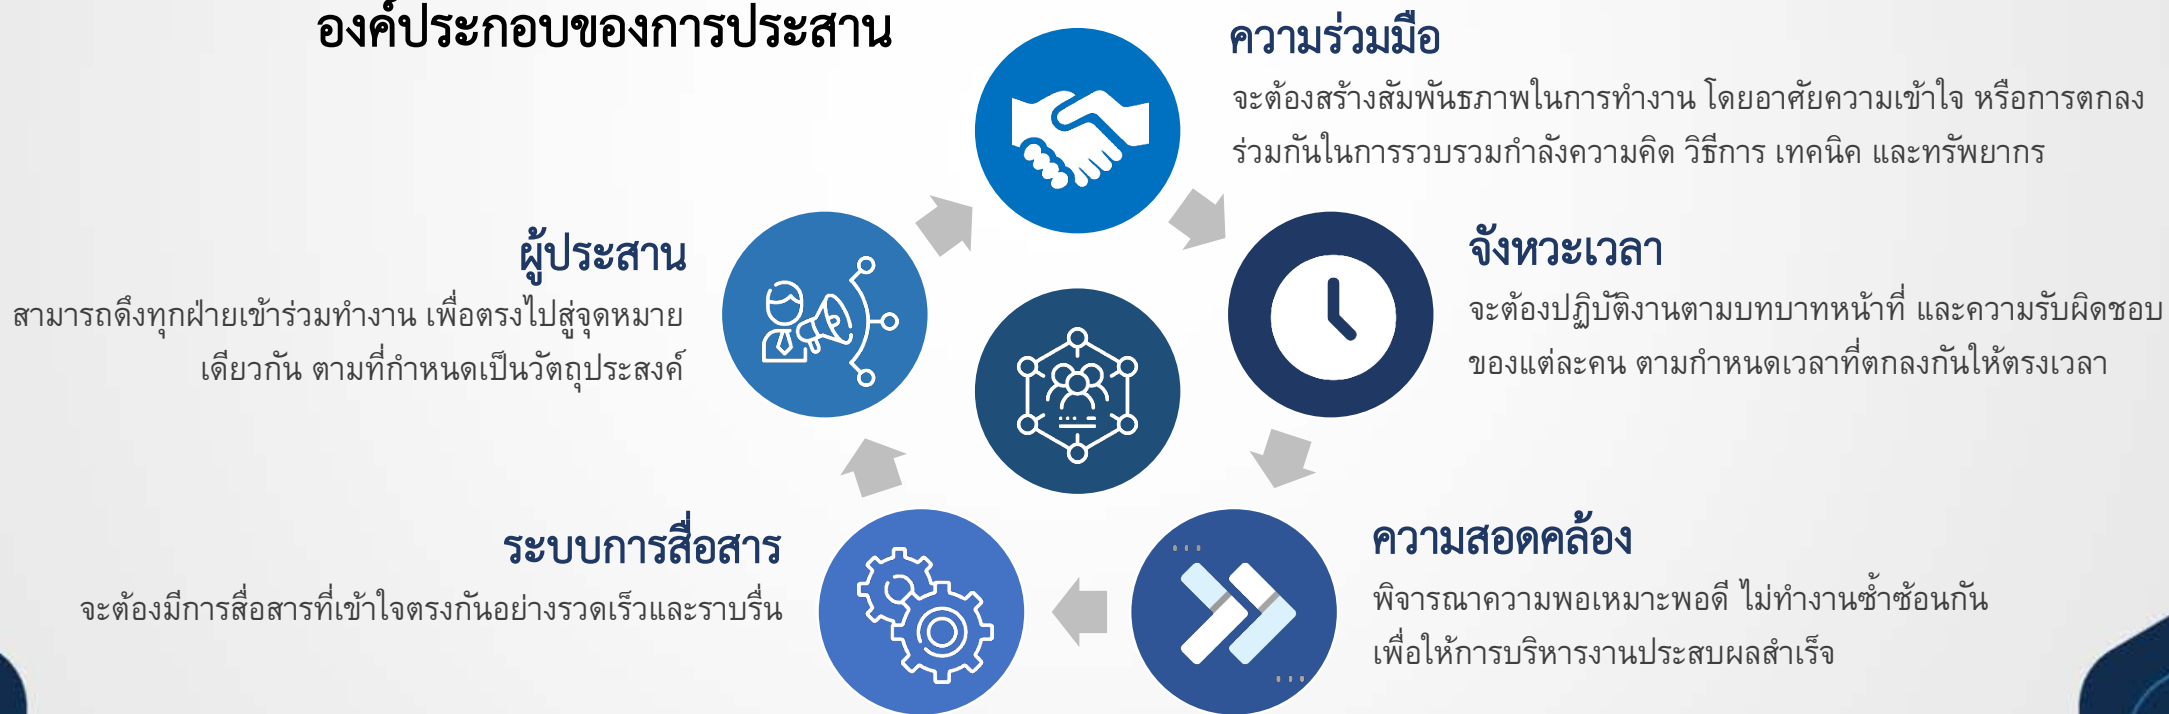 องค์ประกอบของการประสาน
ความร่วมมือ
จะต้องสร้างสัมพันธภาพในการทำงาน โดยอาศัยความเข้าใจ หรือการตกลง
ร่วมกันในการรวบรวมกำลังความคิด วิธีการ เทคนิค และทรัพยากร
จังหวะเวลา
จะต้องปฏิบัติงานตามบทบาทหน้าที่ และความรับผิดชอบ
ของแต่ละคน ตามกำหนดเวลาที่ตกลงกันให้ตรงเวลา
ความสอดคล้อง
พิจารณาความพอเหมาะพอดี ไม่ทำงานซ้ำซ้อนกัน
เพื่อให้การบริหารงานประสบผลสำเร็จ
ระบบการสื่อสาร
จะต้องมีการสื่อสารที่เข้าใจตรงกันอย่างรวดเร็วและราบรื่น
ผู้ประสาน
สามารถดึงทุกฝ่ายเข้าร่วมทำงาน เพื่อตรงไปสู่จุดหมาย
เดียวกัน ตามที่กำหนดเป็นวัตถุประสงค์